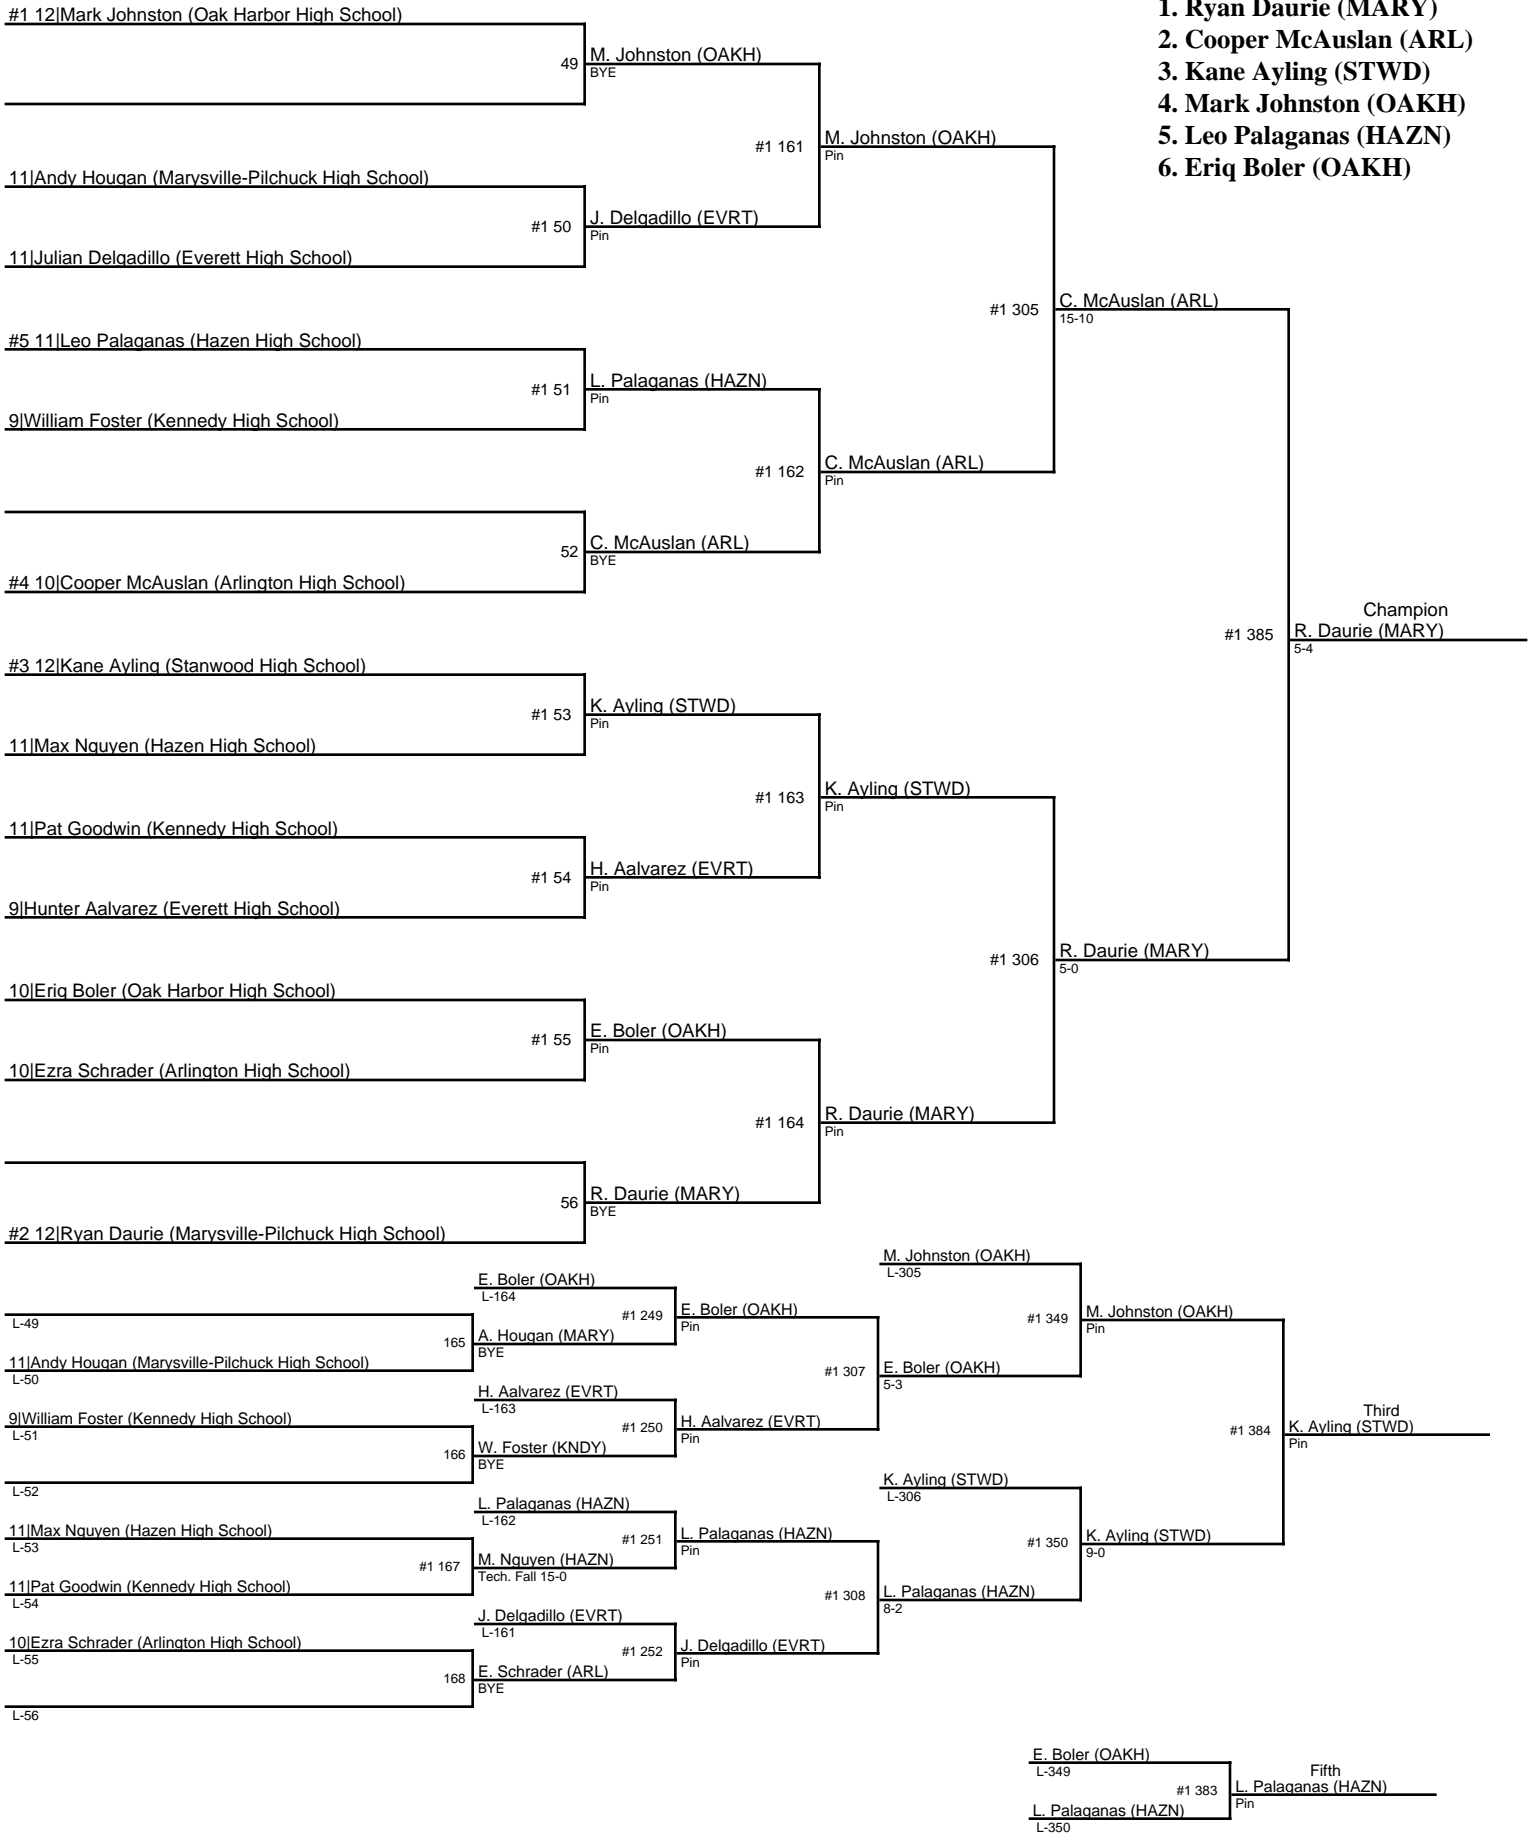 1. Ryan Daurie (MARY)
2. Cooper McAuslan (ARL)
3. Kane Ayling (STWD)
4. Mark Johnston (OAKH)
5. Leo Palaganas (HAZN)
6. Eriq Boler (OAKH)
#1 12|Mark Johnston (Oak Harbor High School)
49
M. Johnston (OAKH)
BYE
#1 161
M. Johnston (OAKH)
Pin
11|Andy Hougan (Marysville-Pilchuck High School)
#1 50
J. Delgadillo (EVRT)
Pin
11|Julian Delgadillo (Everett High School)
#1 305
C. McAuslan (ARL)
15-10
#5 11|Leo Palaganas (Hazen High School)
#1 51
L. Palaganas (HAZN)
Pin
9|William Foster (Kennedy High School)
#1 162
C. McAuslan (ARL)
Pin
52
C. McAuslan (ARL)
BYE
#4 10|Cooper McAuslan (Arlington High School)
Champion
#1 385
R. Daurie (MARY)
5-4
#3 12|Kane Ayling (Stanwood High School)
#1 53
K. Ayling (STWD)
Pin
11|Max Nguyen (Hazen High School)
#1 163
K. Ayling (STWD)
Pin
11|Pat Goodwin (Kennedy High School)
#1 54
H. Aalvarez (EVRT)
Pin
9|Hunter Aalvarez (Everett High School)
#1 306
R. Daurie (MARY)
5-0
10|Eriq Boler (Oak Harbor High School)
#1 55
E. Boler (OAKH)
Pin
10|Ezra Schrader (Arlington High School)
#1 164
R. Daurie (MARY)
Pin
56
R. Daurie (MARY)
BYE
#2 12|Ryan Daurie (Marysville-Pilchuck High School)
M. Johnston (OAKH)
L-305
E. Boler (OAKH)
L-164
#1 249
E. Boler (OAKH)
Pin
#1 349
M. Johnston (OAKH)
Pin
L-49
165
A. Hougan (MARY)
BYE
11|Andy Hougan (Marysville-Pilchuck High School)
L-50
#1 307
E. Boler (OAKH)
5-3
H. Aalvarez (EVRT)
L-163
#1 250
H. Aalvarez (EVRT)
Pin
9|William Foster (Kennedy High School)
L-51
166
W. Foster (KNDY)
BYE
L-52
Third
#1 384
K. Ayling (STWD)
Pin
K. Ayling (STWD)
L-306
L. Palaganas (HAZN)
L-162
#1 251
L. Palaganas (HAZN)
Pin
#1 350
K. Ayling (STWD)
9-0
11|Max Nguyen (Hazen High School)
L-53
#1 167
M. Nguyen (HAZN)
Tech. Fall 15-0
11|Pat Goodwin (Kennedy High School)
L-54
#1 308
L. Palaganas (HAZN)
8-2
J. Delgadillo (EVRT)
L-161
#1 252
J. Delgadillo (EVRT)
Pin
10|Ezra Schrader (Arlington High School)
L-55
168
E. Schrader (ARL)
BYE
L-56
E. Boler (OAKH)
L-349
Fifth
#1 383
L. Palaganas (HAZN)
Pin
L. Palaganas (HAZN)
L-350